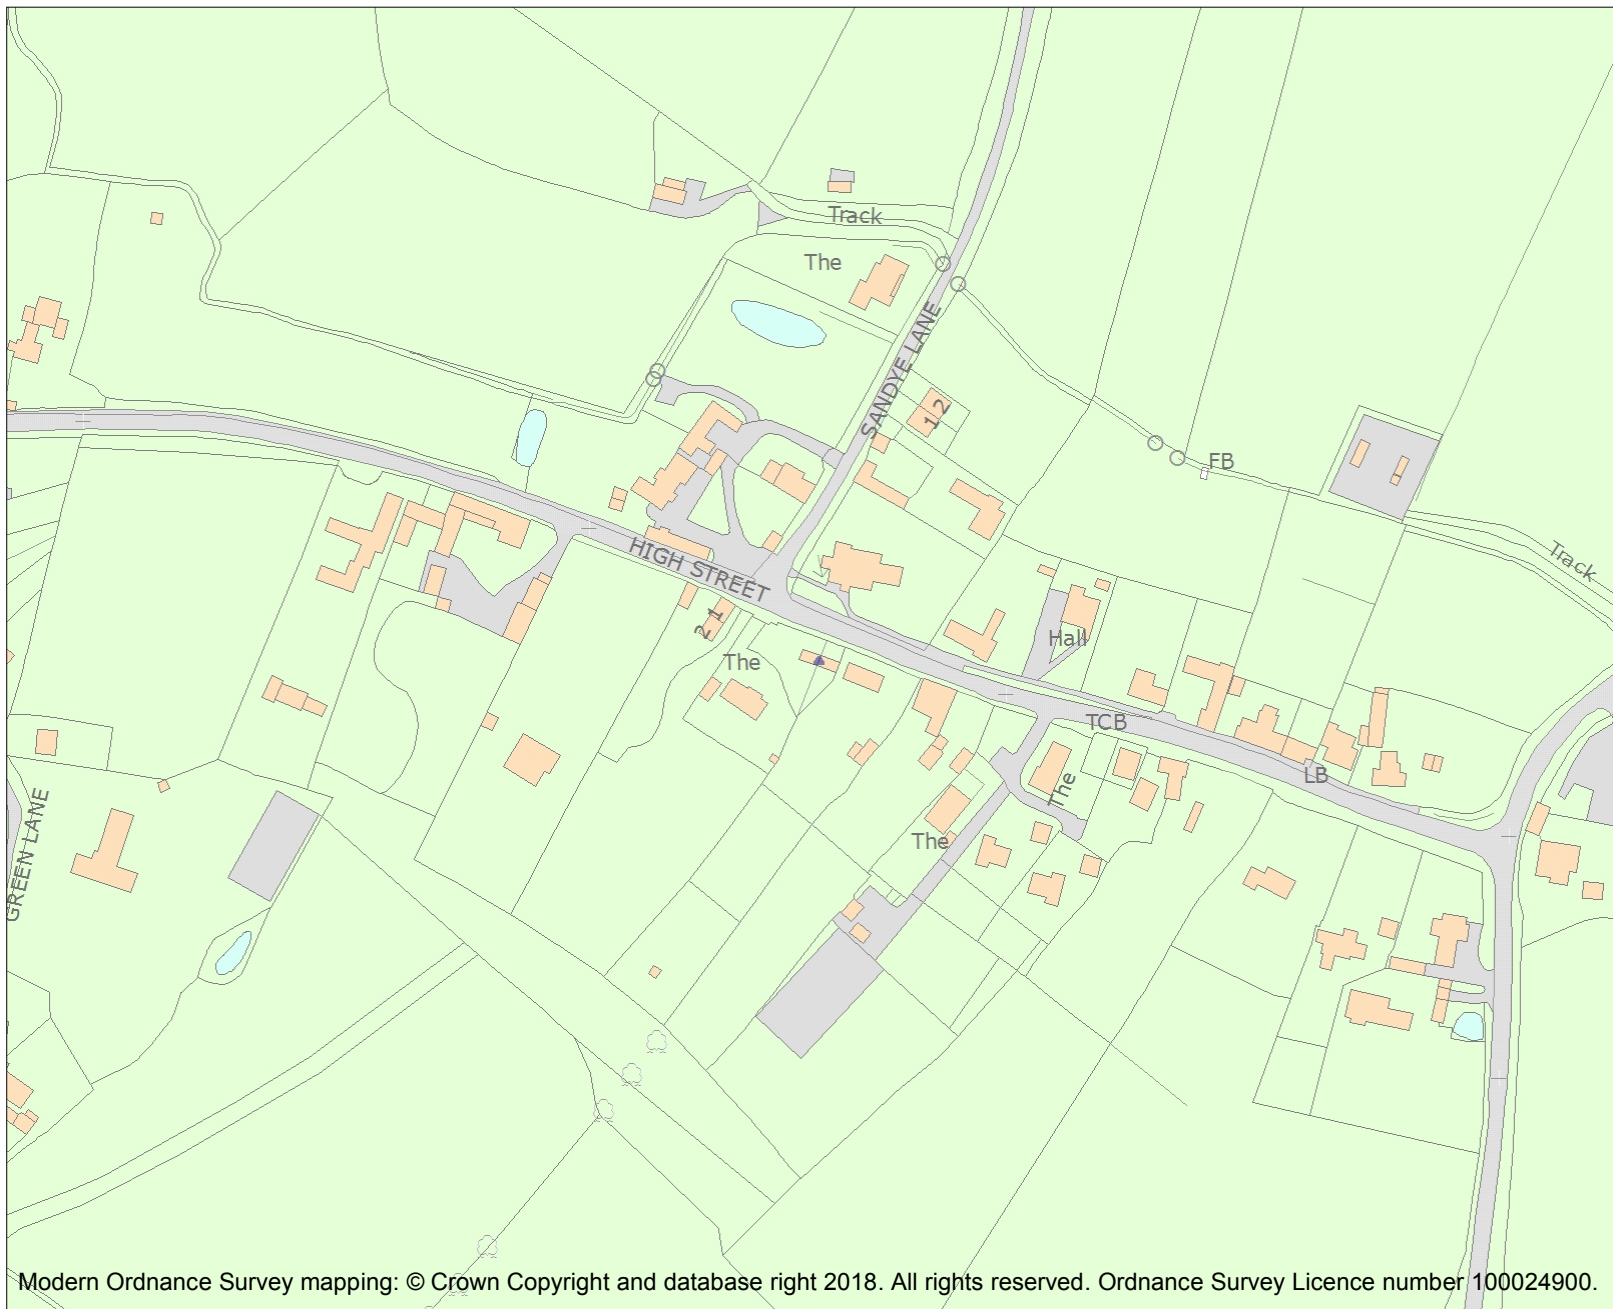 Track
The
SANDYE LANE
1 2
FB
Track
HIGH STREET
2 1
Hall
The
TCB
LB
The
GREEN LANE
The
Modern Ordnance Survey mapping: © Crown Copyright and database right 2018. All rights reserved. Ordnance Survey Licence number 100024900.